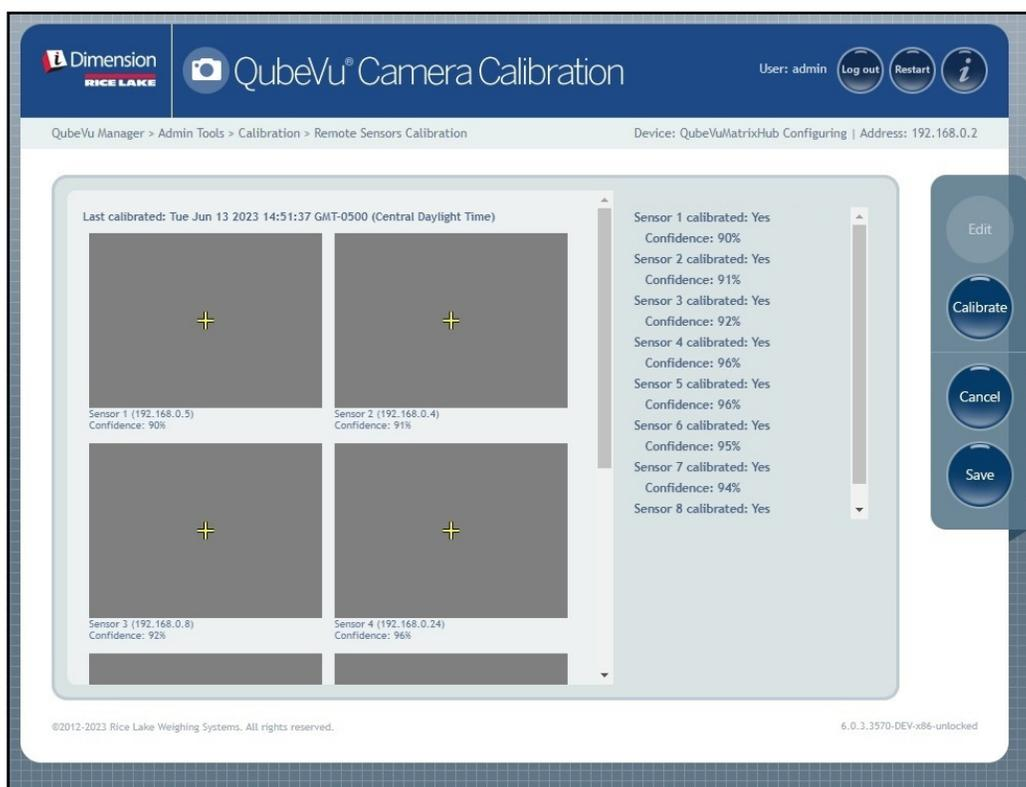 iDimension
RICE LAKE
QubeVu® Camera Calibration
User: admin
Log out
Restart
i
QubeVu Manager > Admin Tools > Calibration > Remote Sensors Calibration
Device: QubeVuMatrixHub Configuring | Address: 192.168.0.2
Last calibrated: Tue Jun 13 2023 14:51:37 GMT-0500 (Central Daylight Time)
Sensor 1 (192.168.0.5)
Confidence: 90%
Sensor 2 (192.168.0.4)
Confidence: 91%
Sensor 3 (192.168.0.8)
Confidence: 92%
Sensor 4 (192.168.0.24)
Confidence: 96%
Sensor 1 calibrated: Yes
Confidence: 90%
Sensor 2 calibrated: Yes
Confidence: 91%
Sensor 3 calibrated: Yes
Confidence: 92%
Sensor 4 calibrated: Yes
Confidence: 96%
Sensor 5 calibrated: Yes
Confidence: 96%
Sensor 6 calibrated: Yes
Confidence: 95%
Sensor 7 calibrated: Yes
Confidence: 94%
Sensor 8 calibrated: Yes
Edit
Calibrate
Cancel
Save
©2012-2023 Rice Lake Weighing Systems. All rights reserved.
6.0.3.3570-DEV-x86-unlocked